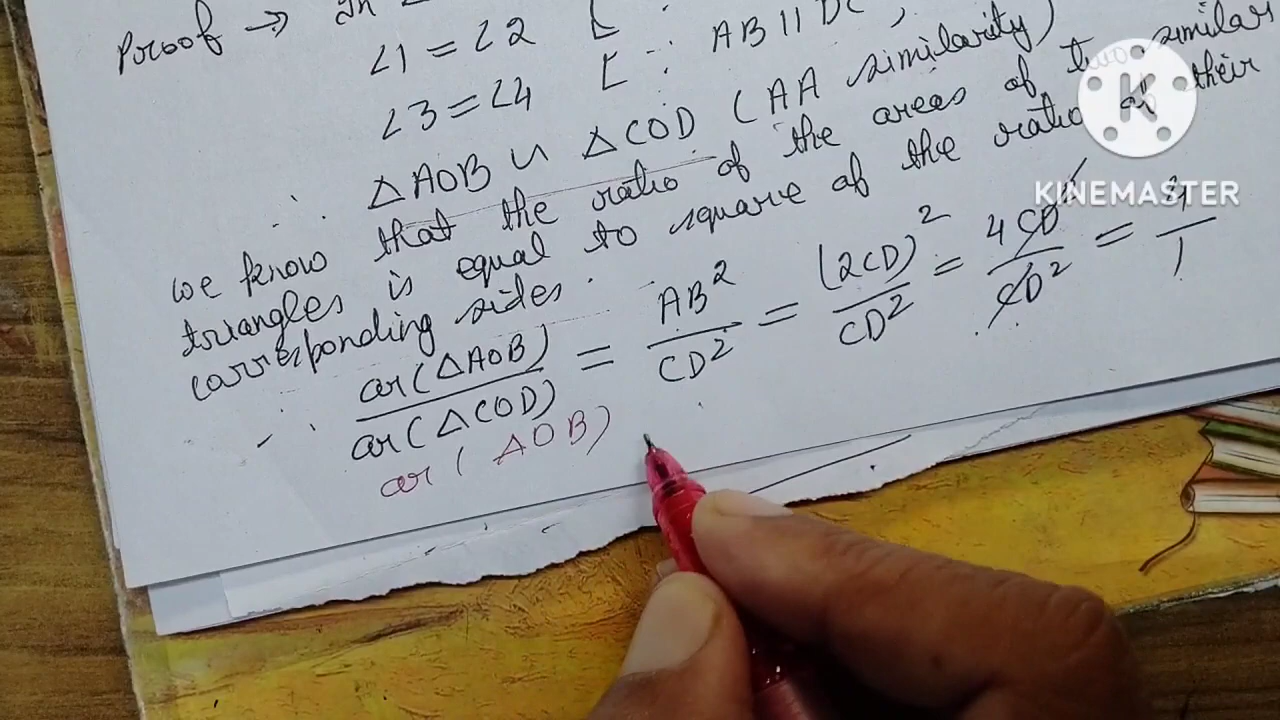 Proof → In
∠1 = ∠2 [∵ AB || DC,
∠3 = ∠4 [∵
∴ △AOB ∼ △COD (AA similarity)
we know that the ratio of the areas of two similar
triangles is equal to square of the ratio of their
corresponding sides.
∴ ar(△AOB)/ar(△COD) = AB²/CD² = (2CD)²/CD² = 4CD²/CD² = 4/1
ar ( AOB)
K
KINEMASTER